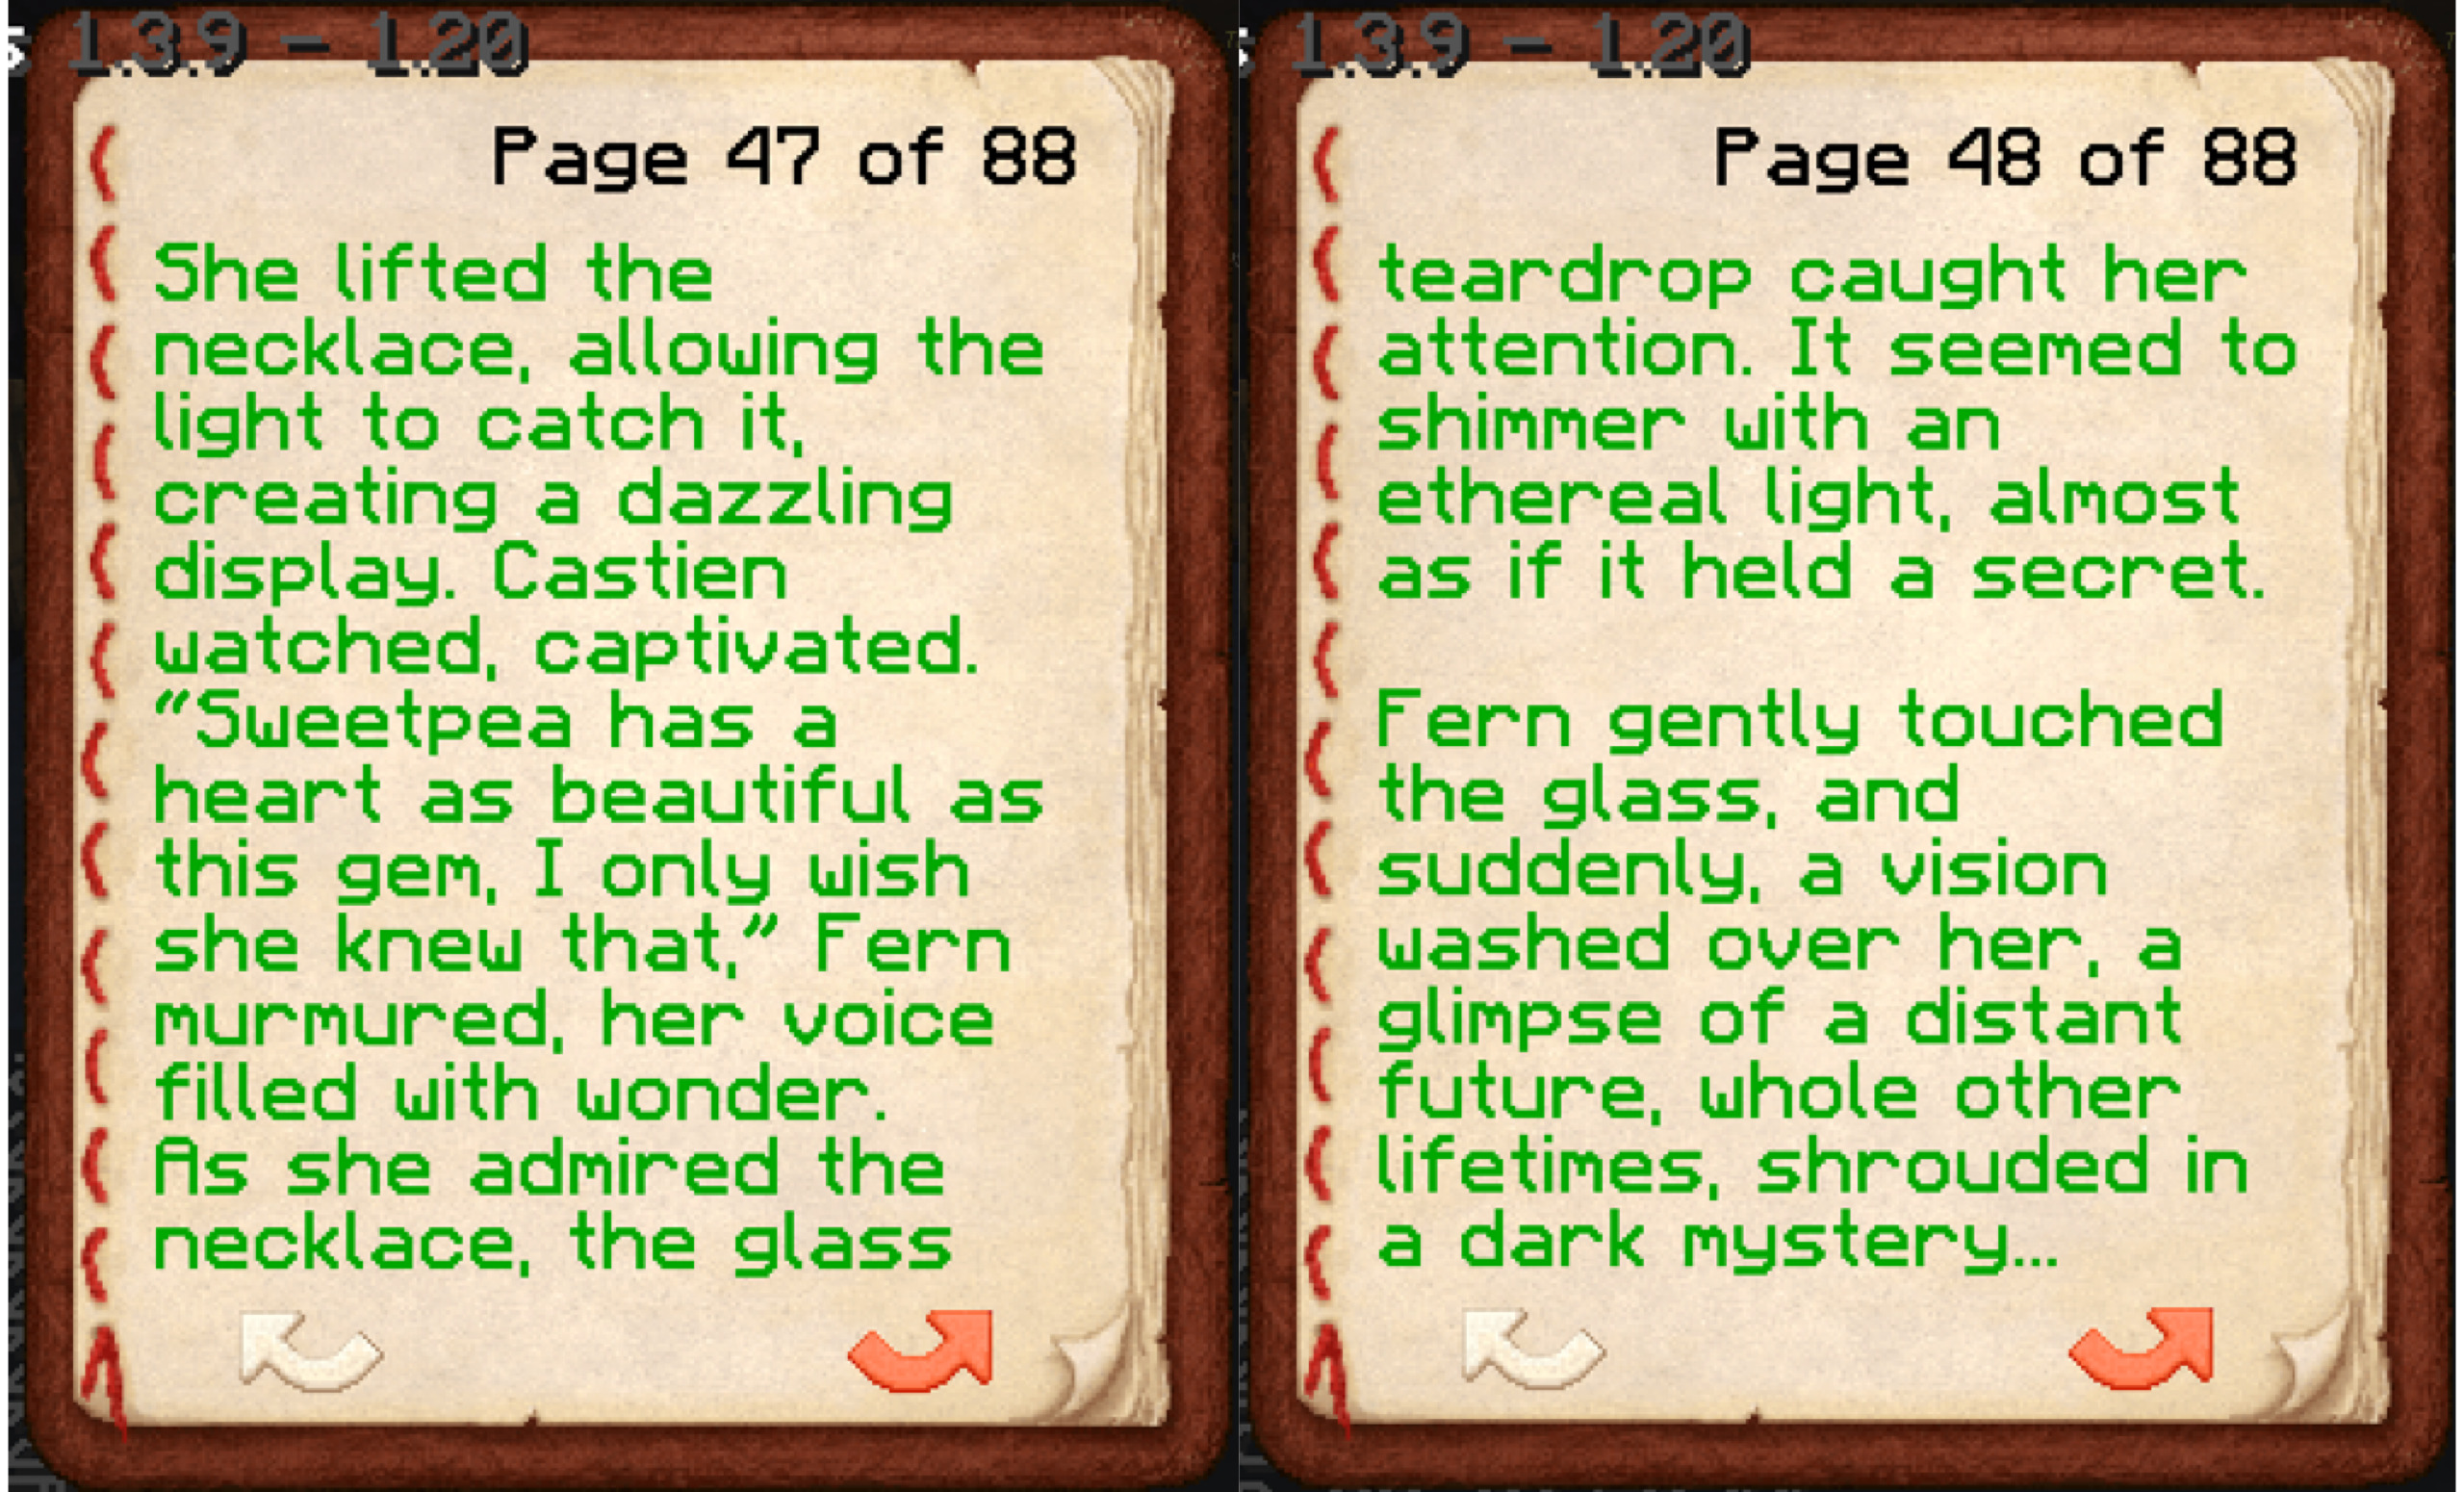 1.3.9 - 1.20
Page 47 of 88
She lifted the
necklace, allowing the
light to catch it,
creating a dazzling
display. Castien
watched, captivated.
“Sweetpea has a
heart as beautiful as
this gem, I only wish
she knew that,” Fern
murmured, her voice
filled with wonder.
As she admired the
necklace, the glass
1.3.9 - 1.20
Page 48 of 88
teardrop caught her
attention. It seemed to
shimmer with an
ethereal light, almost
as if it held a secret.
Fern gently touched
the glass, and
suddenly, a vision
washed over her, a
glimpse of a distant
future, whole other
lifetimes, shrouded in
a dark mystery...